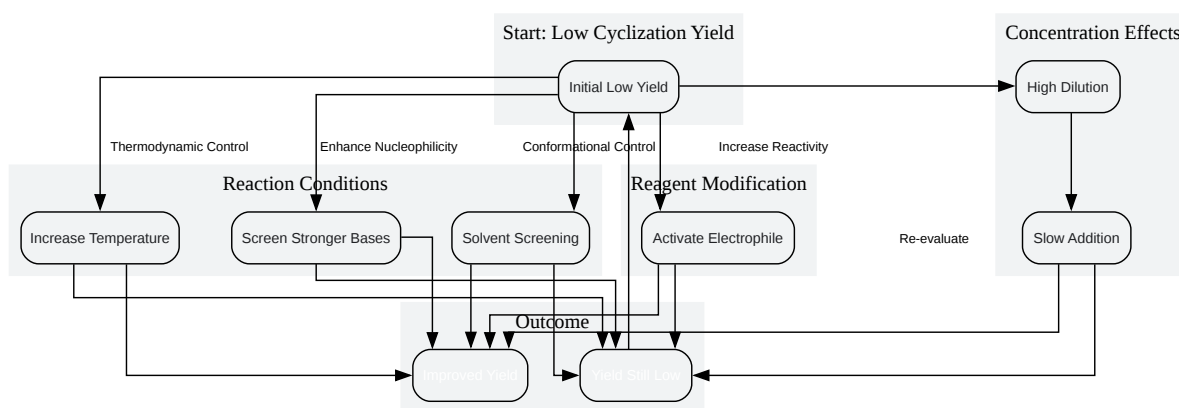 Start: Low Cyclization Yield
Concentration Effects
Initial Low Yield
High Dilution
Thermodynamic Control
Enhance Nucleophilicity
Conformational Control
Increase Reactivity
Reaction Conditions
Reagent Modification
Increase Temperature
Screen Stronger Bases
Solvent Screening
Activate Electrophile
Re-evaluate
Slow Addition
Outcome
Improved Yield
Yield Still Low